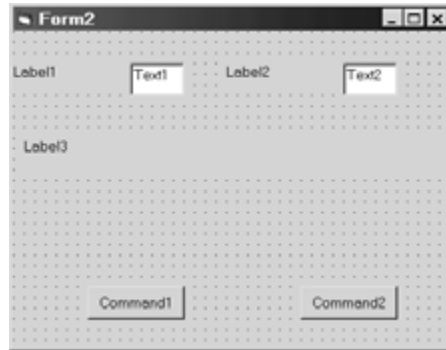 Form2
Label1 Text1 Label2 Text2
Label3
Command1 Command2